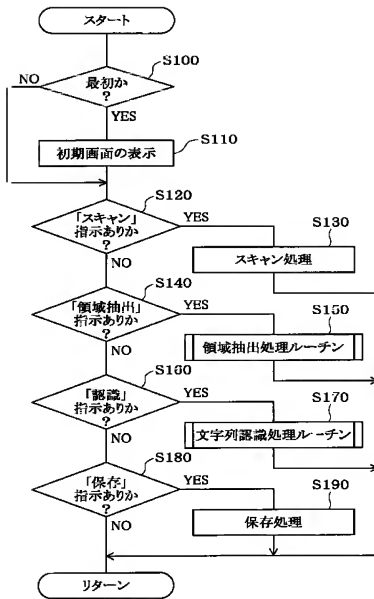 スタート
S100
NO
最初か
?
YES
S110
初期画面の表示
S120
「スキャン」
指示ありか
?
YES
S130
スキャン処理
NO
S140
「領域抽出」
指示ありか
?
YES
S150
領域抽出処理ルーチン
NO
S160
「認識」
指示ありか
?
YES
S170
文字列認識処理ルーチン
NO
S180
「保存」
指示ありか
?
YES
S190
保存処理
NO
リターン